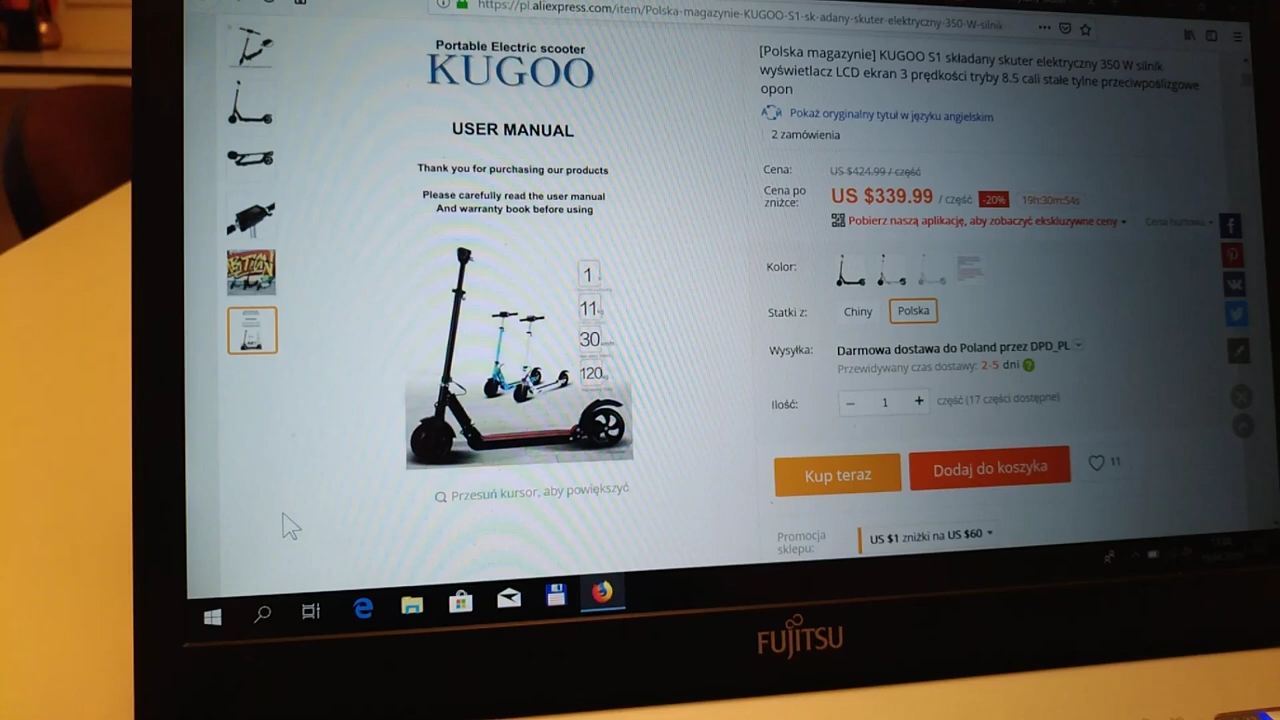 https://pl.aliexpress.com/item/Polska-magazynie-KUGOO-S1-sk-adany-skuter-elektryczny-350-W-silnik
Portable Electric scooter
KUGOO
USER MANUAL
Thank you for purchasing our products
Please carefully read the user manual
And warranty book before using
1
11
30
120
Przesuń kursor, aby powiększyć
[Polska magazynie] KUGOO S1 składany skuter elektryczny 350 W silnik
wyświetlacz LCD ekran 3 prędkości tryby 8.5 cali stałe tylne przeciwpoślizgowe
opon
Pokaż oryginalny tytuł w języku angielskim
2 zamówienia
Cena: US $424.99 / część
Cena po
zniżce: US $339.99 / część -20% 19h:30m:54s
Pobierz naszą aplikację, aby zobaczyć ekskluzywne ceny
Cena hurtowa
Kolor:
Statki z: Chiny Polska
Wysyłka: Darmowa dostawa do Poland przez DPD_PL
Przewidywany czas dostawy: 2-5 dni ?
Ilość: – 1 + część (17 części dostępne)
Kup teraz Dodaj do koszyka 11
Promocja
sklepu: US $1 zniżki na US $60
FUJITSU